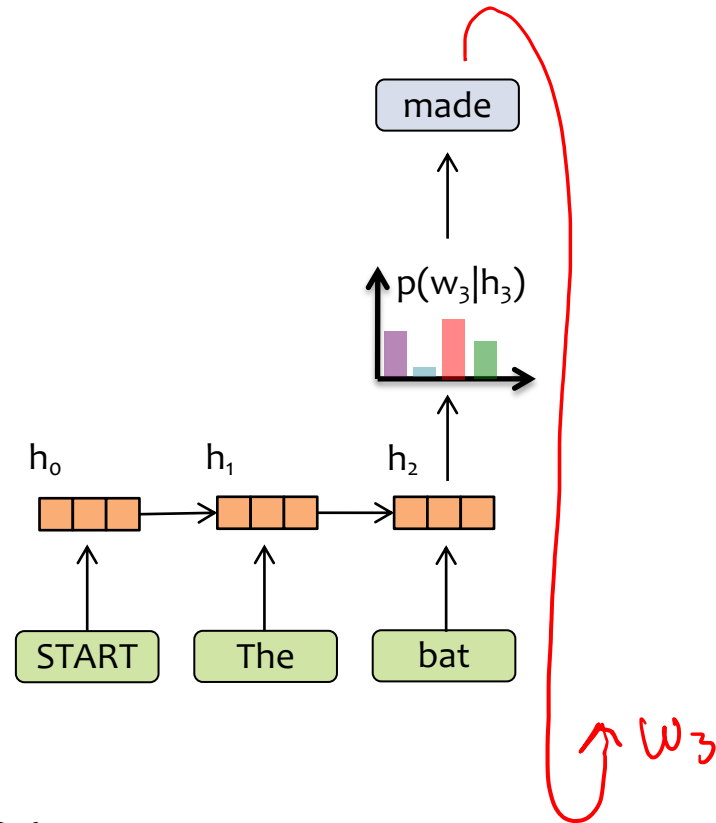 made
p(w₃|h₃)
h₀ h₁ h₂
START The bat
w₃